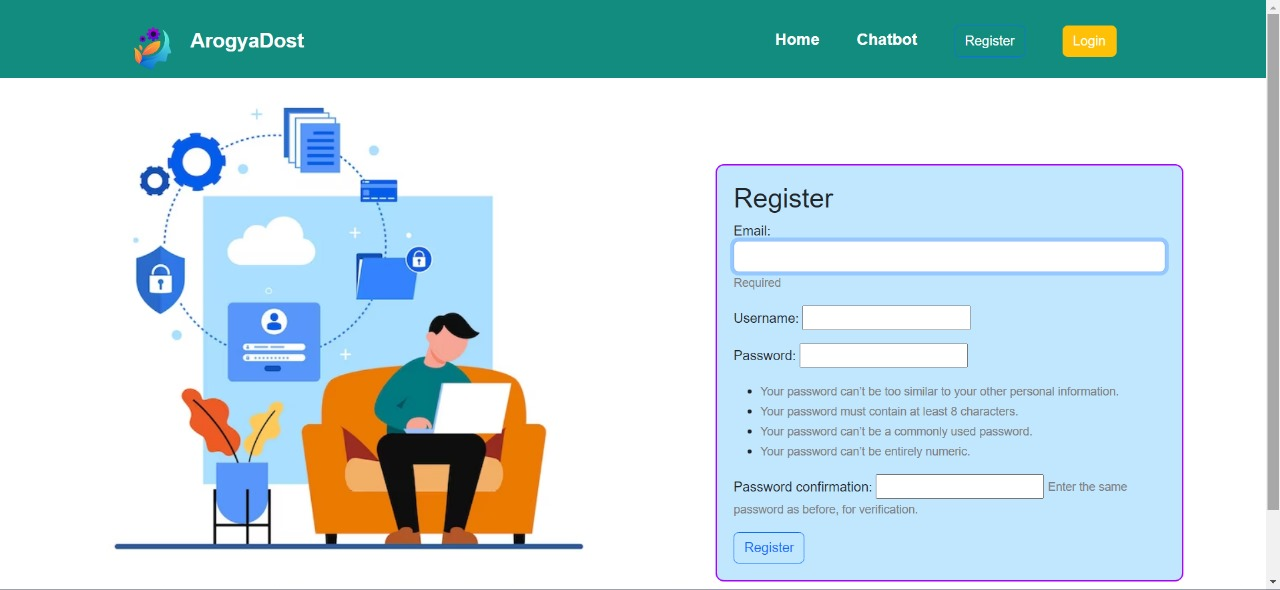 ArogyaDost
Home Chatbot Register Login
Register
Email:
Required
Username:
Password:
Your password can't be too similar to your other personal information.
Your password must contain at least 8 characters.
Your password can't be a commonly used password.
Your password can't be entirely numeric.
Password confirmation: Enter the same
password as before, for verification.
Register